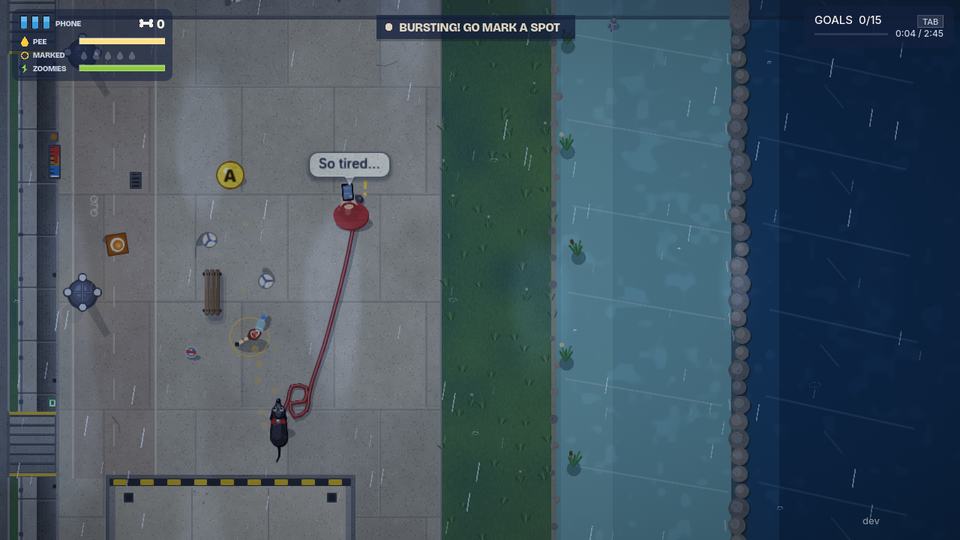 PHONE
0
PEE
MARKED
ZOOMIES
BURSTING! GO MARK A SPOT
GOALS 0/15
TAB
0:04 / 2:45
So tired...
A
dev